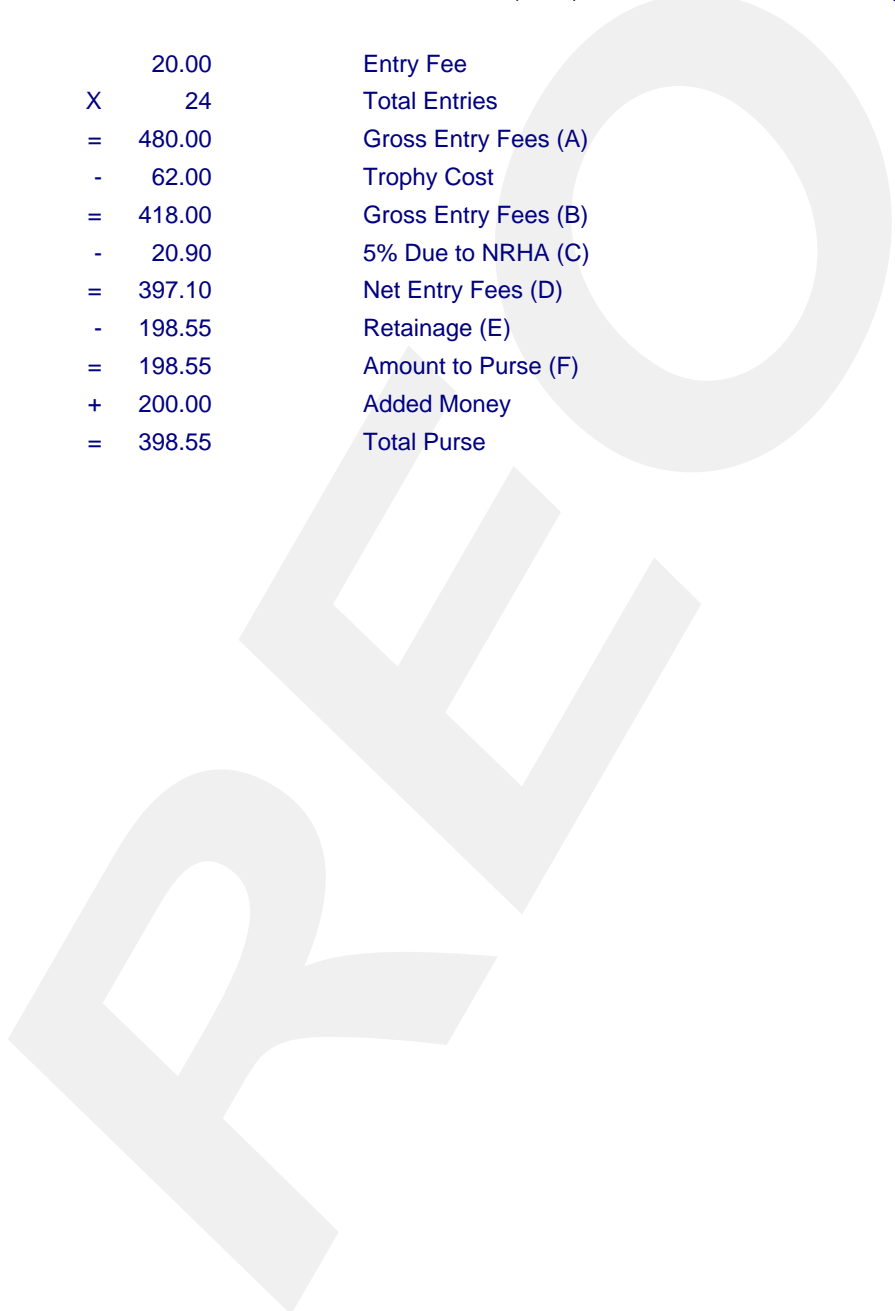 20.00 Entry Fee
X 24 Total Entries
= 480.00 Gross Entry Fees (A)
- 62.00 Trophy Cost
= 418.00 Gross Entry Fees (B)
- 20.90 5% Due to NRHA (C)
= 397.10 Net Entry Fees (D)
- 198.55 Retainage (E)
= 198.55 Amount to Purse (F)
+ 200.00 Added Money
= 398.55 Total Purse
REO